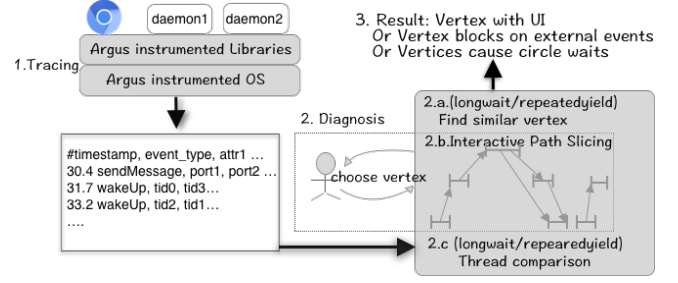 daemon1
daemon2
Argus instrumented Libraries
1.Tracing
Argus instrumented OS
#timestamp, event_type, attr1 ...
30.4 sendMessage, port1, port2 ...
31.7 wakeUp, tid0, tid3...
33.2 wakeUp, tid2, tid1...
....
2. Diagnosis
choose vertex
3. Result: Vertex with UI
Or Vertex blocks on external events
Or Vertices cause circle waits
2.a.(longwait/repeatedyield)
Find similar vertex
2.b.Interactive Path Slicing
2.c (longwait/repearedyield)
Thread comparison